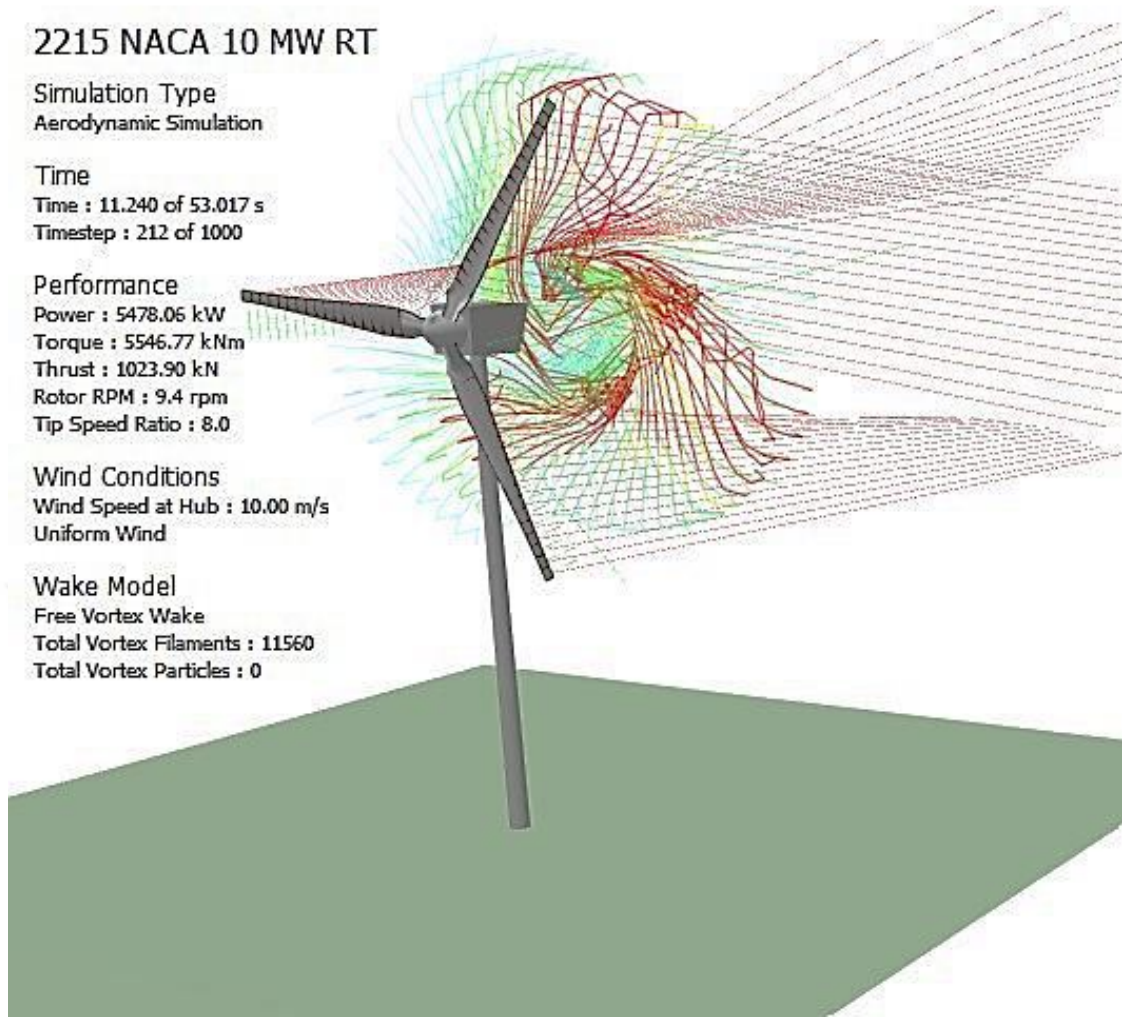 2215 NACA 10 MW RT
Simulation Type
Aerodynamic Simulation
Time
Time : 11.240 of 53.017 s
Timestep : 212 of 1000
Performance
Power : 5478.06 kW
Torque : 5546.77 kNm
Thrust : 1023.90 kN
Rotor RPM : 9.4 rpm
Tip Speed Ratio : 8.0
Wind Conditions
Wind Speed at Hub : 10.00 m/s
Uniform Wind
Wake Model
Free Vortex Wake
Total Vortex Filaments : 11560
Total Vortex Particles : 0